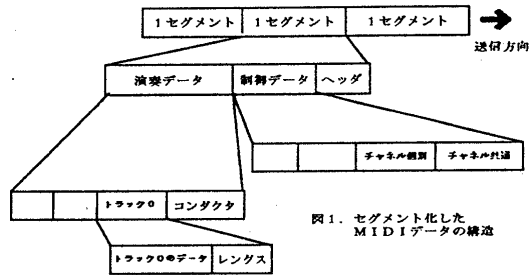 1セグメント 1セグメント 1セグメント
送信方向
演奏データ 制御データ ヘッダ
チャネル個別 チャネル共通
トラック0 コンダクタ
図1. セグメント化した
MIDIデータの構造
トラック0のデータ レングス